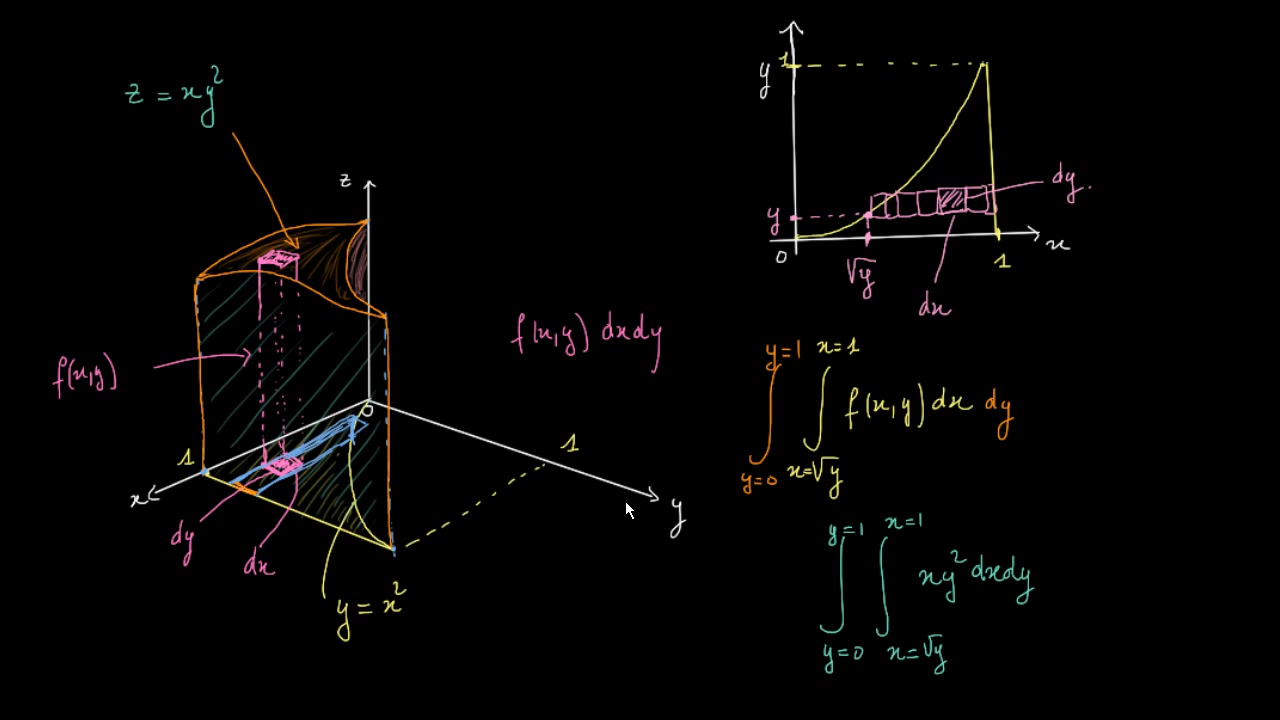 z = xy²
z
f(x,y)
0
1
x
y
1
dy
dx
y = x²
f(x,y) dxdy
y
1
y
0
√y
1
x
dy.
dx
y=1 x=1
∫ ∫ f(x,y) dx dy
y=0 x=√y
y=1 x=1
∫ ∫ xy² dxdy
y=0 x=√y